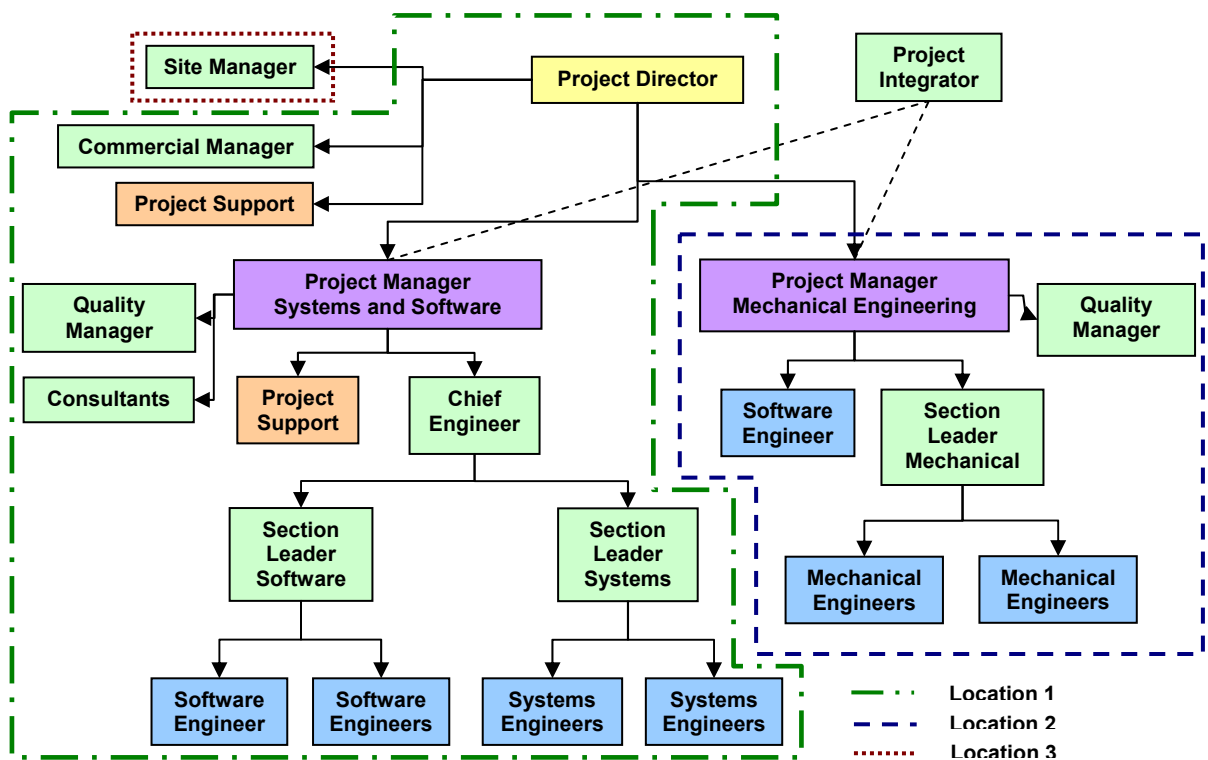 Site Manager
Project Director
Project
Integrator
Commercial Manager
Project Support
Project Manager
Systems and Software
Project Manager
Mechanical Engineering
Quality
Manager
Quality
Manager
Consultants
Project
Support
Chief
Engineer
Software
Engineer
Section
Leader
Mechanical
Section
Leader
Software
Section
Leader
Systems
Mechanical
Engineers
Mechanical
Engineers
Software
Engineer
Software
Engineers
Systems
Engineers
Systems
Engineers
Location 1
Location 2
Location 3